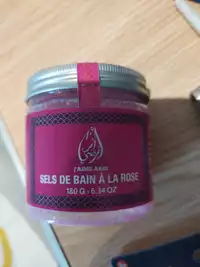 SELS DE BAIN À LA ROSE
180 G - 6.34 OZ